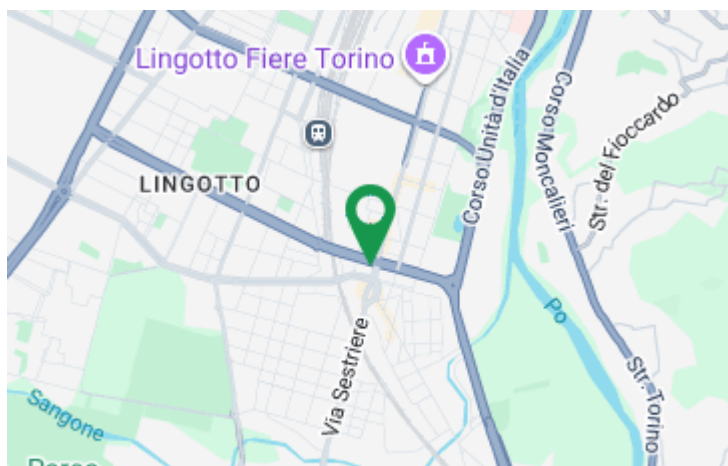 Lingotto Fiere Torino
LINGOTTO
Corso Unità d'Italia
Corso Moncalieri
Str. del Fioccardo
Po
Via Sestriere
Str. Torino
Sangone